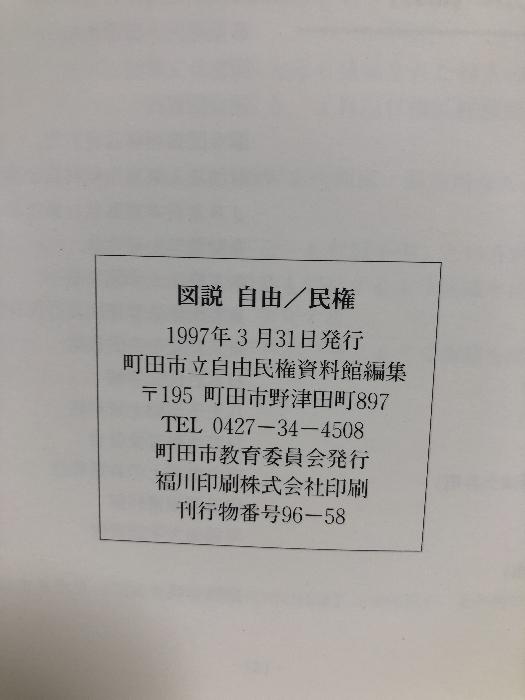 図説 自由／民権
1997年3月31日発行
町田市立自由民権資料館編集
〒195 町田市野津田町897
TEL 0427－34－4508
町田市教育委員会発行
福川印刷株式会社印刷
刊行物番号96－58